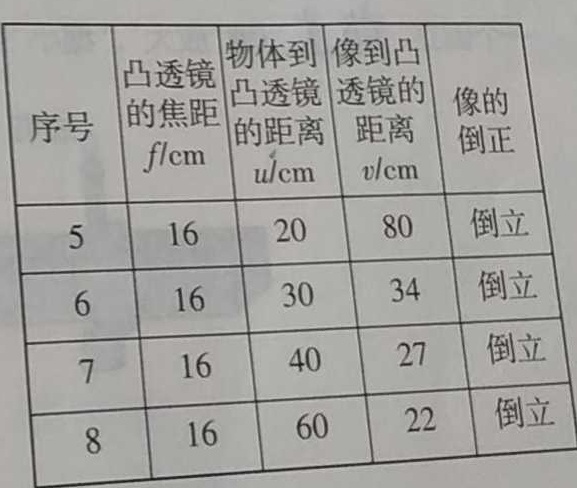 序号 凸透镜的焦距 f/cm 物体到凸透镜的距离 u/cm 像到凸透镜的距离 v/cm 像的倒正
5 16 20 80 倒立
6 16 30 34 倒立
7 16 40 27 倒立
8 16 60 22 倒立